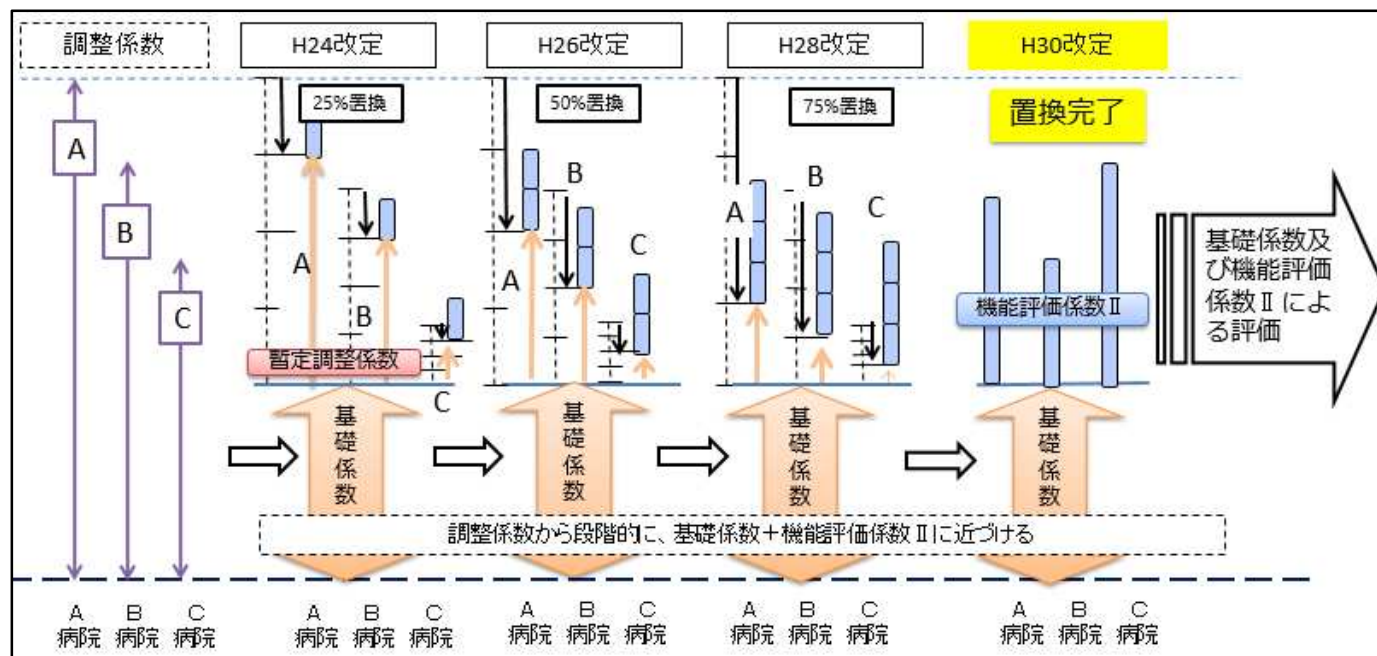 調整係数
H24改定
H26改定
H28改定
H30改定
25%置換
50%置換
75%置換
置換完了
A
B
C
A
B
C
A
B
C
A
B
C
暫定調整係数
機能評価係数Ⅱ
基礎係数及
び機能評価
係数Ⅱによ
る評価
基礎係数
基礎係数
基礎係数
基礎係数
調整係数から段階的に、基礎係数＋機能評価係数Ⅱに近づける
A
病院
B
病院
C
病院
A
病院
B
病院
C
病院
A
病院
B
病院
C
病院
A
病院
B
病院
C
病院
A
病院
B
病院
C
病院